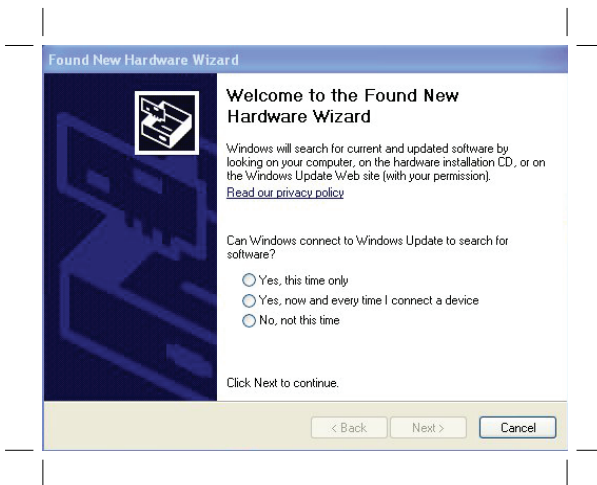 Found New Hardware Wizard
Welcome to the Found New
Hardware Wizard
Windows will search for current and updated software by
looking on your computer, on the hardware installation CD, or on
the Windows Update Web site (with your permission).
Read our privacy policy
Can Windows connect to Windows Update to search for
software?
Yes, this time only
Yes, now and every time I connect a device
No, not this time
Click Next to continue.
< Back
Next >
Cancel